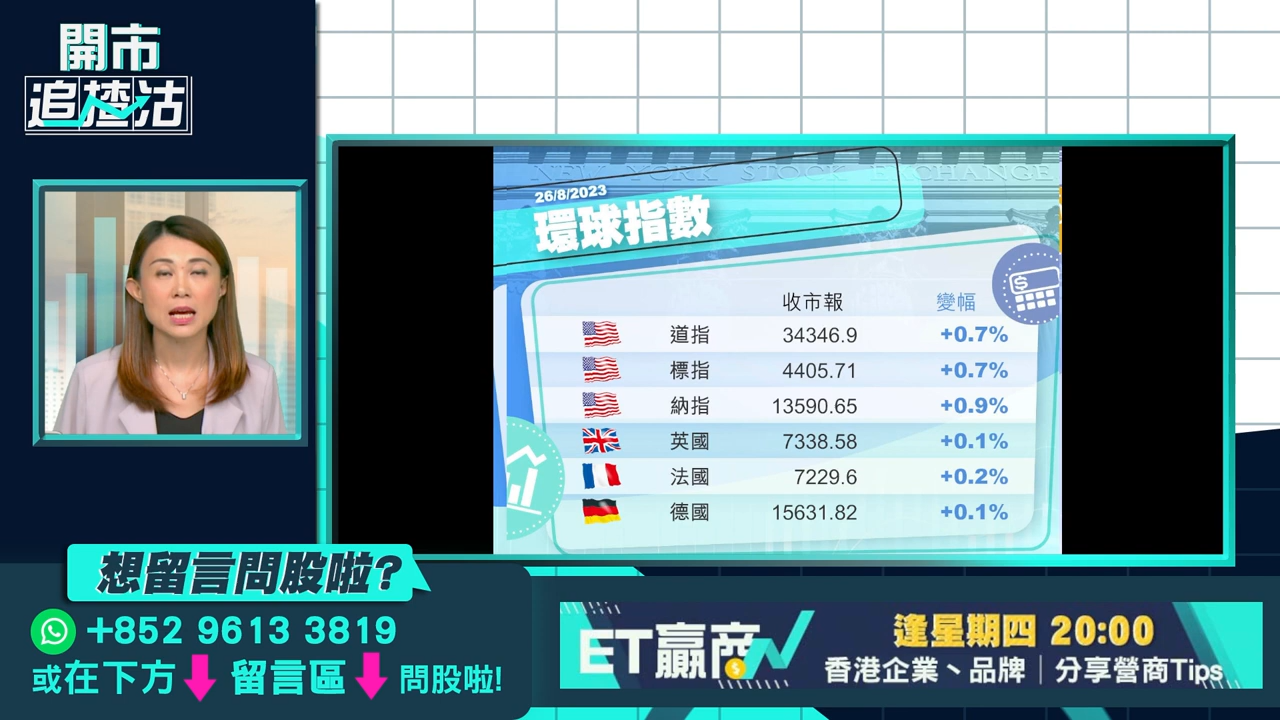 開市
追揸沽
NEW YORK STOCK EXCHANGE
26/8/2023
環球指數
收市報 變幅
道指 34346.9 +0.7%
標指 4405.71 +0.7%
納指 13590.65 +0.9%
英國 7338.58 +0.1%
法國 7229.6 +0.2%
德國 15631.82 +0.1%
想留言問股啦?
+852 9613 3819
或在下方 留言區 問股啦!
ET贏商
逢星期四 20:00
香港企業、品牌｜分享營商Tips